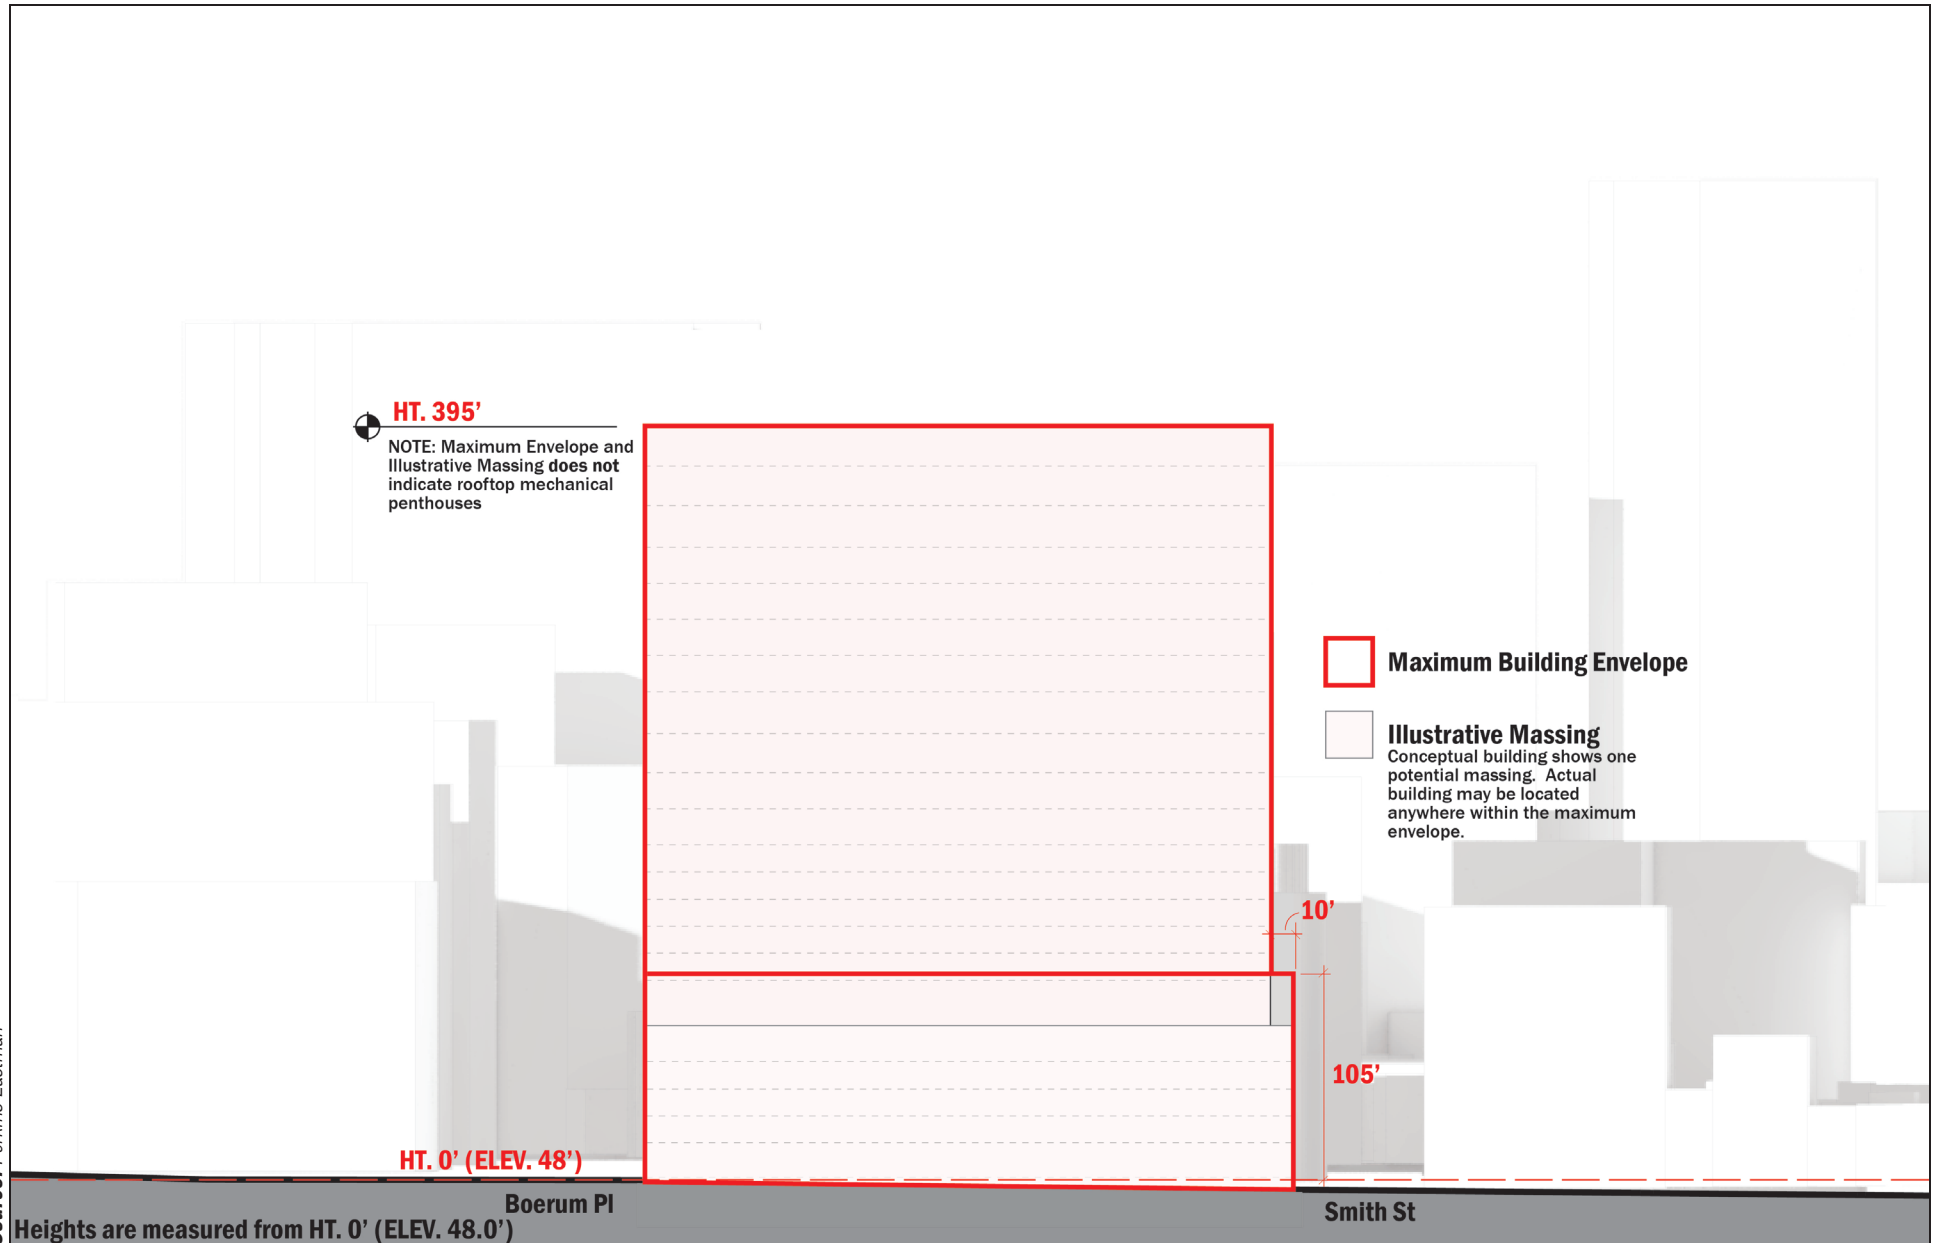 HT. 395’
NOTE: Maximum Envelope and
Illustrative Massing does not
indicate rooftop mechanical
penthouses
Maximum Building Envelope
Illustrative Massing
Conceptual building shows one
potential massing. Actual
building may be located
anywhere within the maximum
envelope.
10’
105’
HT. 0’ (ELEV. 48’)
Boerum Pl
Smith St
Heights are measured from HT. 0’ (ELEV. 48.0’)